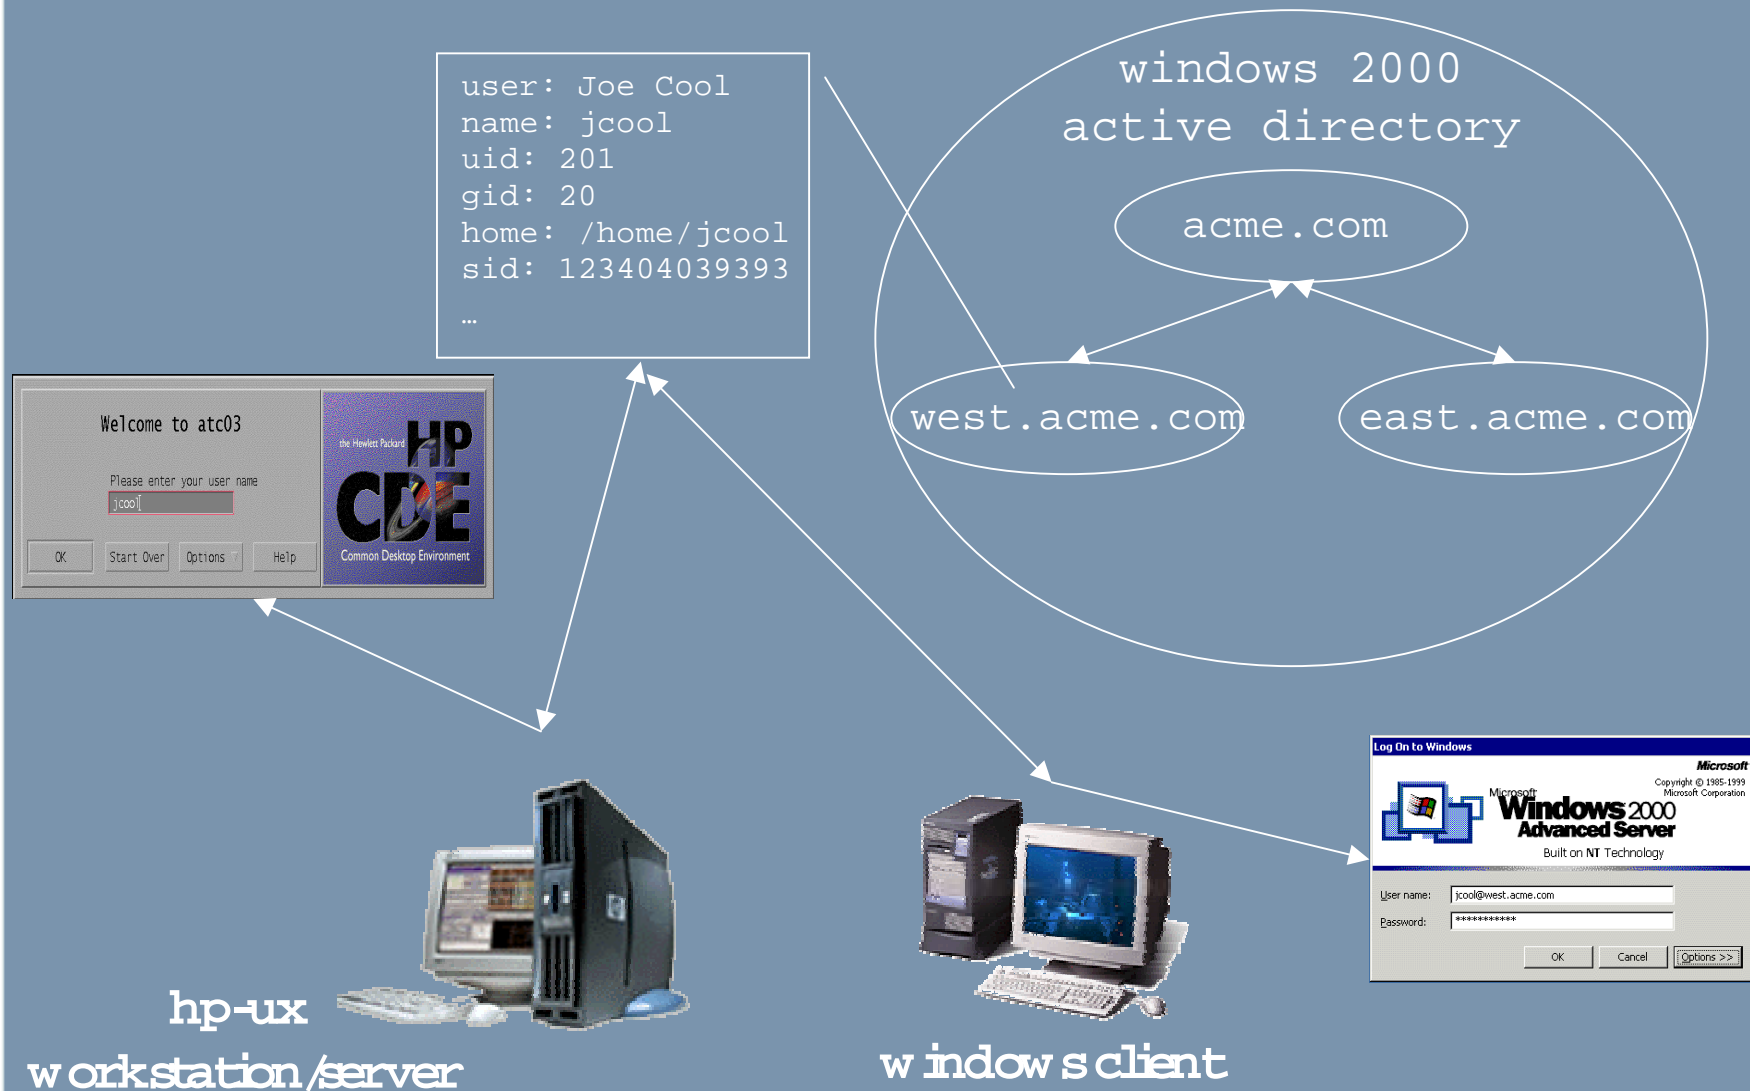 user: Joe Cool
name: jcool
uid: 201
gid: 20
home: /home/jcool
sid: 123404039393
…
windows 2000
active directory
acme.com
west.acme.com
east.acme.com
Welcome to atc03
Please enter your user name
jcool
OK
Start Over
Options
Help
the Hewlett Packard
HP
CDE
Common Desktop Environment
hp-ux
workstation/server
windows client
Log On to Windows
Microsoft
Copyright © 1985-1999
Microsoft Corporation
Microsoft
Windows 2000
Advanced Server
Built on NT Technology
User name:
jcool@west.acme.com
Password:
***********
OK
Cancel
Options >>